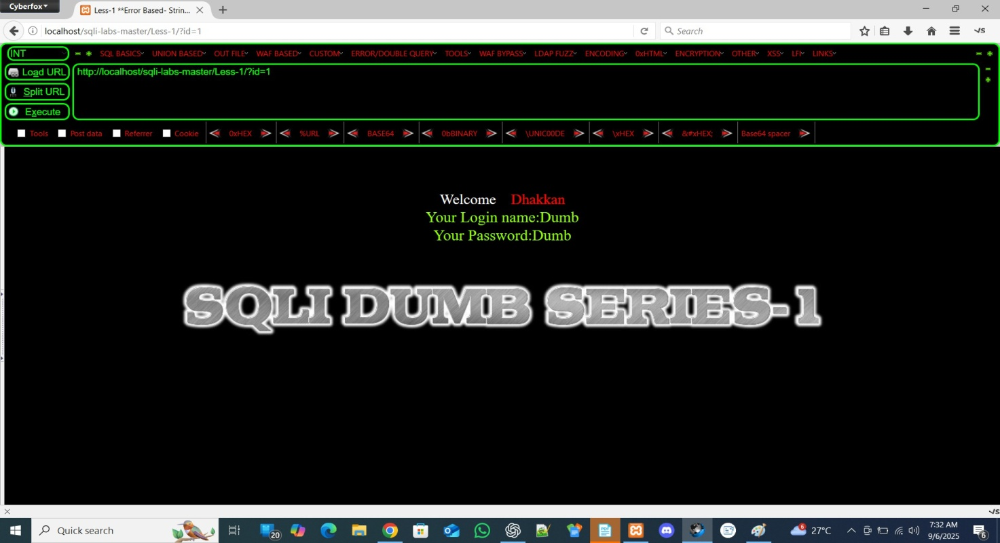 Cyberfox
Less-1 **Error Based- Strin...
localhost/sqli-labs-master/Less-1/?id=1
Search
INT
SQL BASICS UNION BASED OUT FILE WAF BASED CUSTOM ERROR/DOUBLE QUERY TOOLS WAF BYPASS LDAP FUZZ ENCODING 0xHTML ENCRYPTION OTHER XSS LFI LINKS
Load URL
http://localhost/sqli-labs-master/Less-1/?id=1
Split URL
Execute
Tools Post data Referrer Cookie 0xHEX %URL BASE64 0bBINARY \UNIC00DE \xHEX &#xHEX; Base64 spacer
Welcome Dhakkan
Your Login name:Dumb
Your Password:Dumb
SQLI DUMB SERIES-1
Quick search
20
6
27°C
7:32 AM
9/6/2025
6